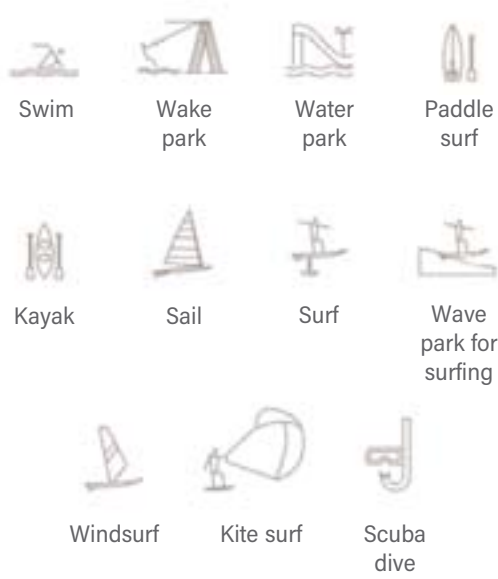 Swim
Wake
park
Water
park
Paddle
surf
Kayak
Sail
Surf
Wave
park for
surfing
Windsurf
Kite surf
Scuba
dive